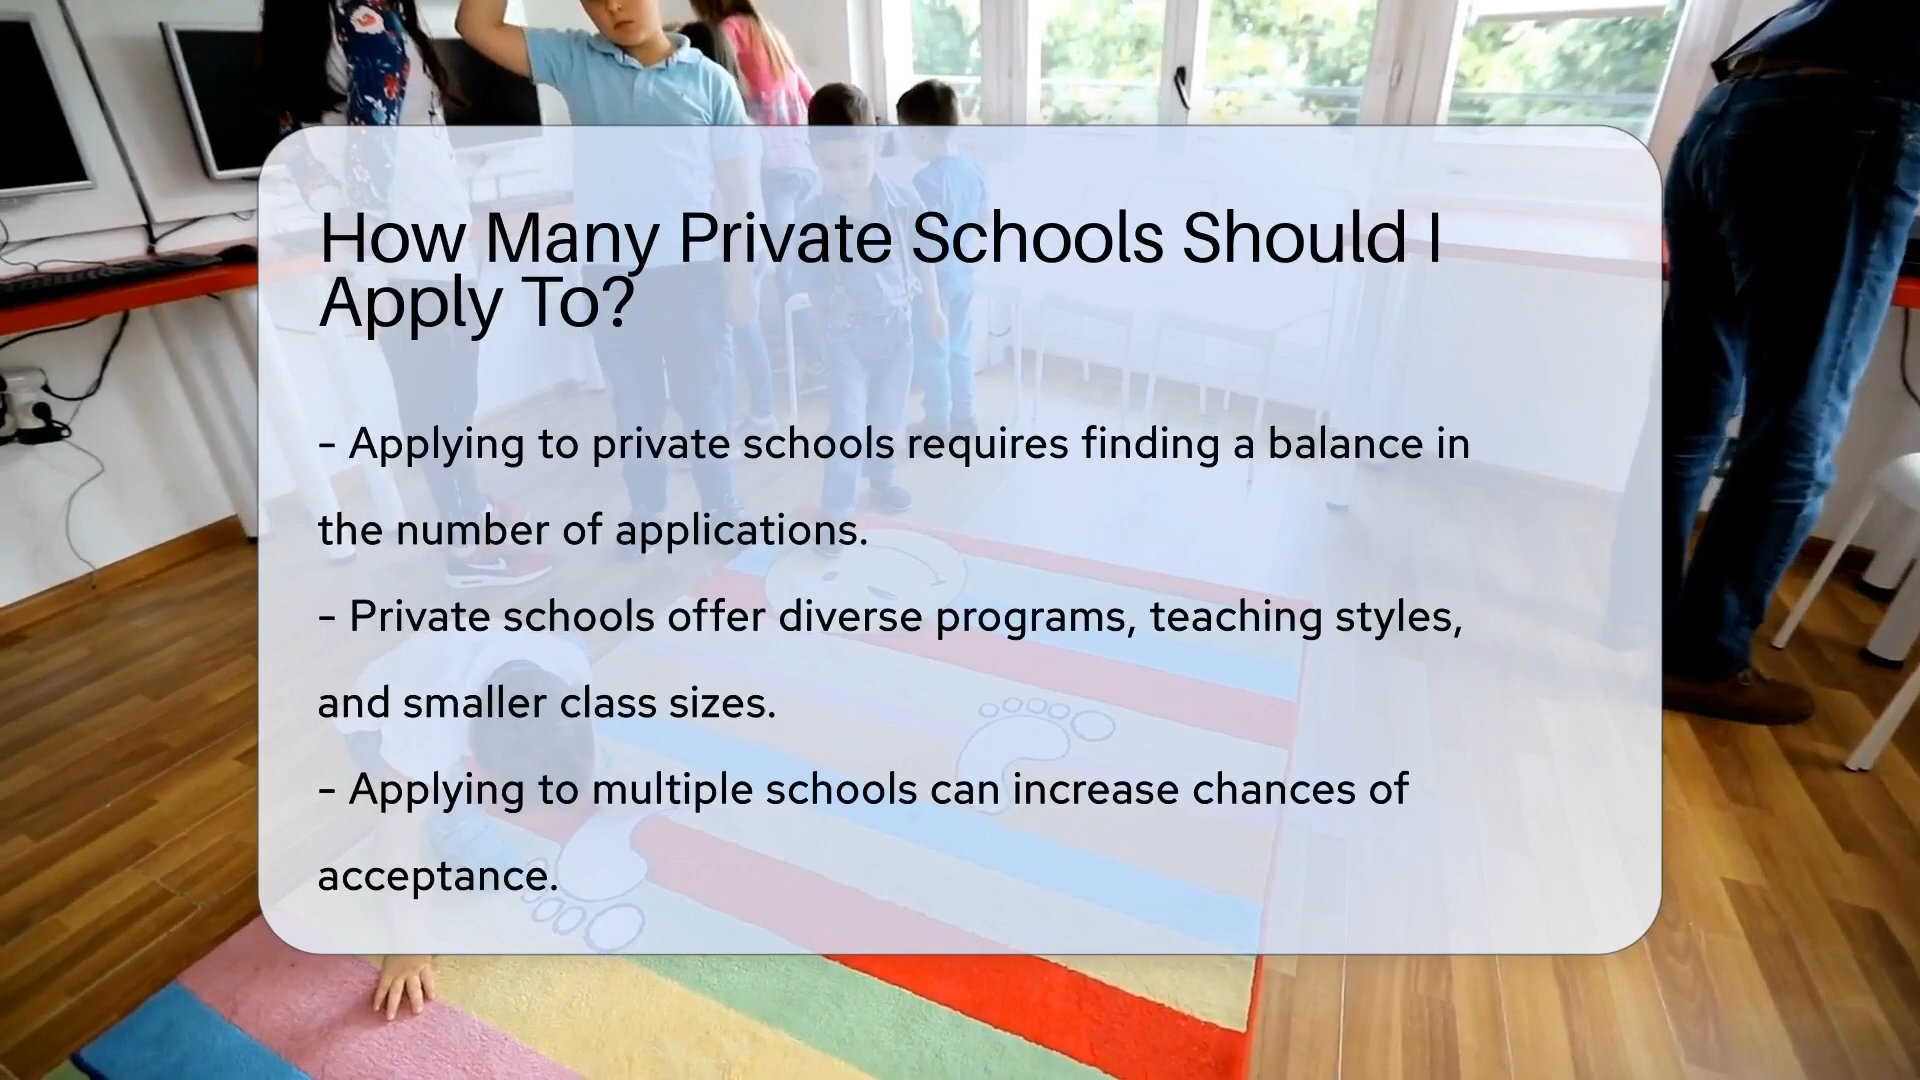 How Many Private Schools Should I
Apply To?
- Applying to private schools requires finding a balance in
the number of applications.
- Private schools offer diverse programs, teaching styles,
and smaller class sizes.
- Applying to multiple schools can increase chances of
acceptance.